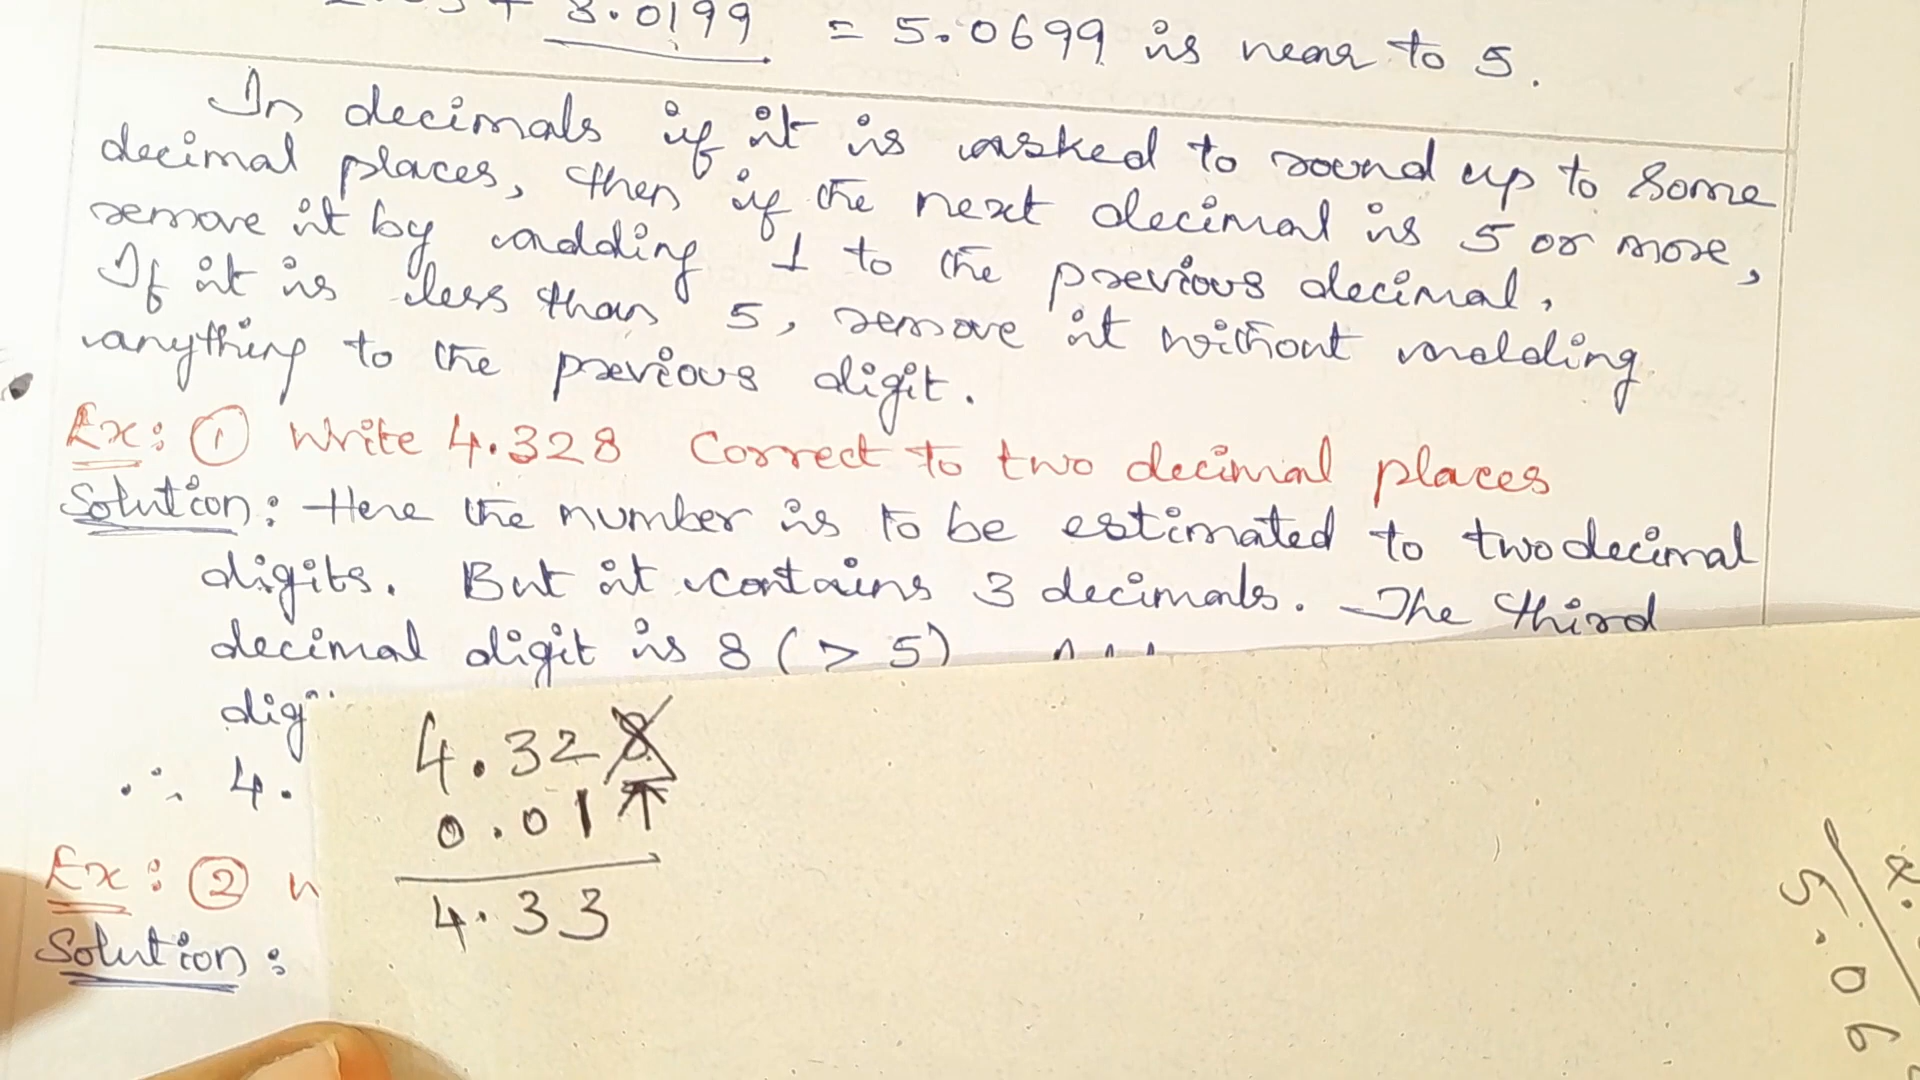 3.0199 = 5.0699 is near to 5.
In decimals if it is asked to round up to some
decimal places, then if the next decimal is 5 or more,
remove it by adding 1 to the previous decimal,
If it is less than 5, remove it without adding
anything to the previous digit.
Ex: ① Write 4.328 Correct to two decimal places
Solution: Here the number is to be estimated to two decimal
digits. But it contains 3 decimals. The third
decimal digit is 8 (> 5)
dig
∴ 4.
4.328
0.01
4.33
Ex: ②
Solution:
5.06